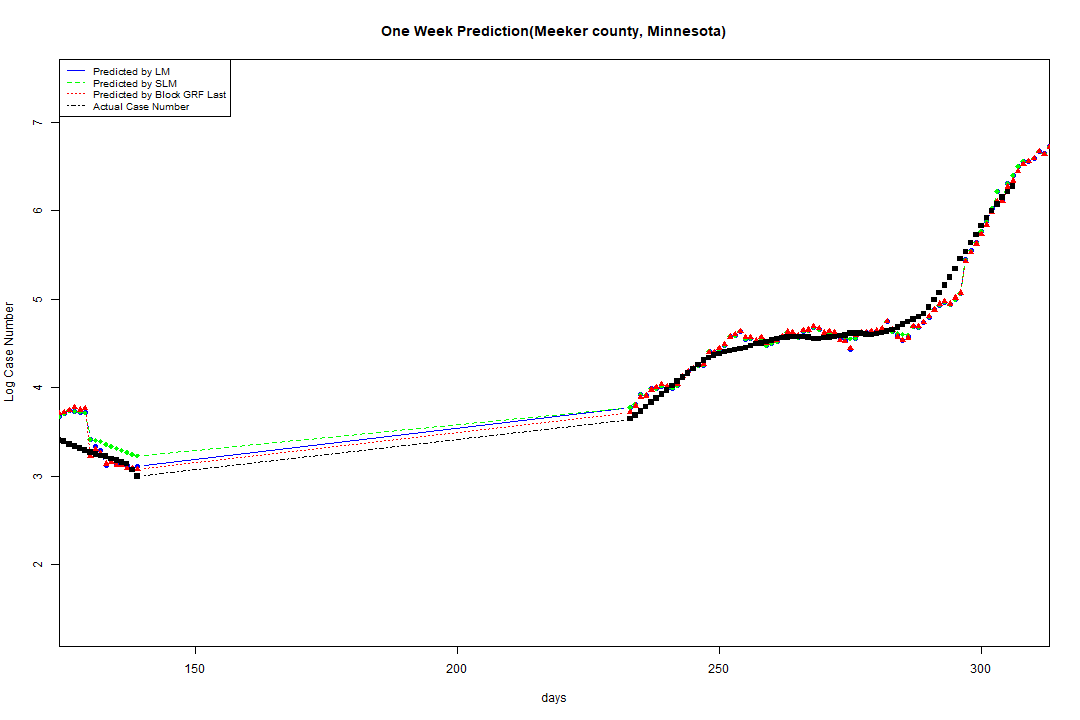 One Week Prediction(Meeker county, Minnesota)
Predicted by LM
Predicted by SLM
Predicted by Block GRF Last
Actual Case Number
7
6
5
4
3
2
Log Case Number
150 200 250 300
days